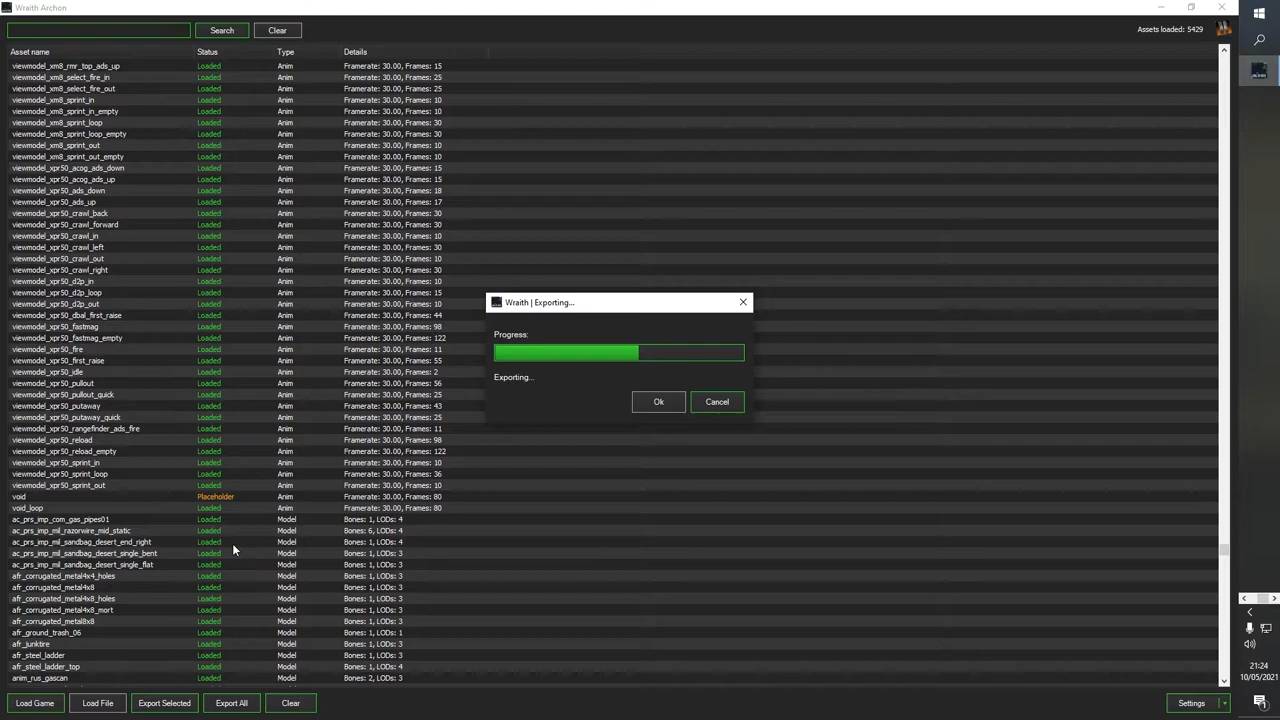 Wraith Archon
Search
Clear
Assets loaded: 5429
Asset name Status Type Details
viewmodel_xm8_rmr_top_ads_up Loaded Anim Framerate: 30.00, Frames: 15
viewmodel_xm8_select_fire_in Loaded Anim Framerate: 30.00, Frames: 25
viewmodel_xm8_select_fire_out Loaded Anim Framerate: 30.00, Frames: 25
viewmodel_xm8_sprint_in Loaded Anim Framerate: 30.00, Frames: 10
viewmodel_xm8_sprint_in_empty Loaded Anim Framerate: 30.00, Frames: 10
viewmodel_xm8_sprint_loop Loaded Anim Framerate: 30.00, Frames: 30
viewmodel_xm8_sprint_loop_empty Loaded Anim Framerate: 30.00, Frames: 30
viewmodel_xm8_sprint_out Loaded Anim Framerate: 30.00, Frames: 10
viewmodel_xm8_sprint_out_empty Loaded Anim Framerate: 30.00, Frames: 10
viewmodel_xpr50_acog_ads_down Loaded Anim Framerate: 30.00, Frames: 15
viewmodel_xpr50_acog_ads_up Loaded Anim Framerate: 30.00, Frames: 15
viewmodel_xpr50_ads_down Loaded Anim Framerate: 30.00, Frames: 18
viewmodel_xpr50_ads_up Loaded Anim Framerate: 30.00, Frames: 17
viewmodel_xpr50_crawl_back Loaded Anim Framerate: 30.00, Frames: 30
viewmodel_xpr50_crawl_forward Loaded Anim Framerate: 30.00, Frames: 30
viewmodel_xpr50_crawl_in Loaded Anim Framerate: 30.00, Frames: 10
viewmodel_xpr50_crawl_left Loaded Anim Framerate: 30.00, Frames: 30
viewmodel_xpr50_crawl_out Loaded Anim Framerate: 30.00, Frames: 10
viewmodel_xpr50_crawl_right Loaded Anim Framerate: 30.00, Frames: 30
viewmodel_xpr50_d2p_in Loaded Anim Framerate: 30.00, Frames: 10
viewmodel_xpr50_d2p_loop Loaded Anim Framerate: 30.00, Frames: 15
viewmodel_xpr50_d2p_out Loaded Anim Framerate: 30.00, Frames: 10
viewmodel_xpr50_dbal_first_raise Loaded Anim Framerate: 30.00, Frames: 44
viewmodel_xpr50_fastmag Loaded Anim Framerate: 30.00, Frames: 98
viewmodel_xpr50_fastmag_empty Loaded Anim Framerate: 30.00, Frames: 122
viewmodel_xpr50_fire Loaded Anim Framerate: 30.00, Frames: 11
viewmodel_xpr50_first_raise Loaded Anim Framerate: 30.00, Frames: 55
viewmodel_xpr50_idle Loaded Anim Framerate: 30.00, Frames: 2
viewmodel_xpr50_pullout Loaded Anim Framerate: 30.00, Frames: 56
viewmodel_xpr50_pullout_quick Loaded Anim Framerate: 30.00, Frames: 25
viewmodel_xpr50_putaway Loaded Anim Framerate: 30.00, Frames: 43
viewmodel_xpr50_putaway_quick Loaded Anim Framerate: 30.00, Frames: 25
viewmodel_xpr50_rangefinder_ads_fire Loaded Anim Framerate: 30.00, Frames: 11
viewmodel_xpr50_reload Loaded Anim Framerate: 30.00, Frames: 98
viewmodel_xpr50_reload_empty Loaded Anim Framerate: 30.00, Frames: 122
viewmodel_xpr50_sprint_in Loaded Anim Framerate: 30.00, Frames: 10
viewmodel_xpr50_sprint_loop Loaded Anim Framerate: 30.00, Frames: 36
viewmodel_xpr50_sprint_out Loaded Anim Framerate: 30.00, Frames: 10
void Placeholder Anim Framerate: 30.00, Frames: 80
void_loop Loaded Anim Framerate: 30.00, Frames: 80
ac_prs_imp_com_gas_pipes01 Loaded Model Bones: 1, LODs: 4
ac_prs_imp_mil_razorwire_mid_static Loaded Model Bones: 6, LODs: 4
ac_prs_imp_mil_sandbag_desert_end_right Loaded Model Bones: 1, LODs: 4
ac_prs_imp_mil_sandbag_desert_single_bent Loaded Model Bones: 1, LODs: 3
ac_prs_imp_mil_sandbag_desert_single_flat Loaded Model Bones: 1, LODs: 3
afr_corrugated_metal4x4_holes Loaded Model Bones: 1, LODs: 3
afr_corrugated_metal4x8 Loaded Model Bones: 1, LODs: 3
afr_corrugated_metal4x8_holes Loaded Model Bones: 1, LODs: 3
afr_corrugated_metal4x8_mort Loaded Model Bones: 1, LODs: 3
afr_corrugated_metal8x8 Loaded Model Bones: 1, LODs: 3
afr_ground_trash_06 Loaded Model Bones: 1, LODs: 1
afr_junktire Loaded Model Bones: 1, LODs: 3
afr_steel_ladder Loaded Model Bones: 1, LODs: 3
afr_steel_ladder_top Loaded Model Bones: 1, LODs: 4
anim_rus_gascan Loaded Model Bones: 2, LODs: 3
Wraith | Exporting...
Progress:
Exporting...
Ok
Cancel
Load Game
Load File
Export Selected
Export All
Clear
Settings
21:24
10/05/2021